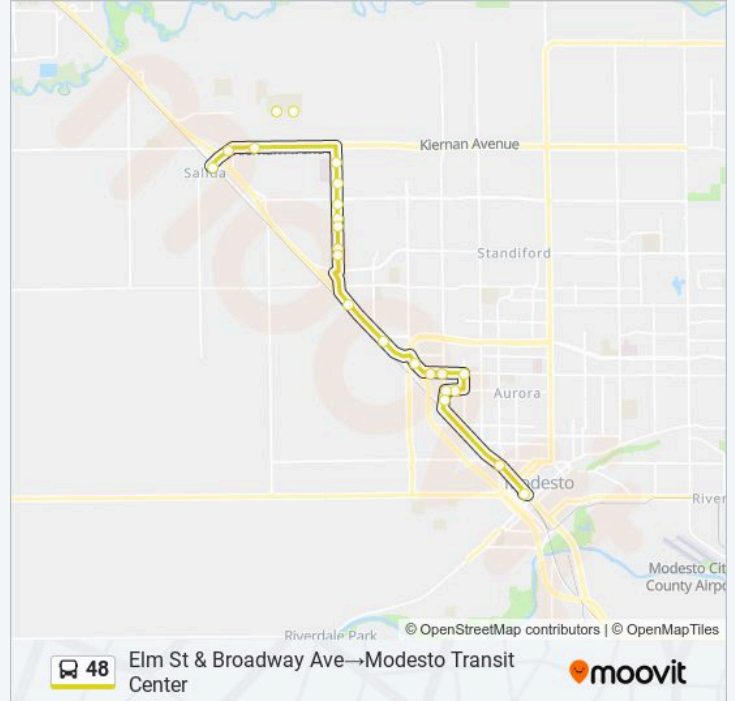 Kiernan Avenue
Salida
Standiford
Aurora
Modesto
River
Modesto Cit
County Airpo
Riverdale Park
© OpenStreetMap contributors | © OpenMapTiles
48
Elm St & Broadway Ave→Modesto Transit
Center
moovit